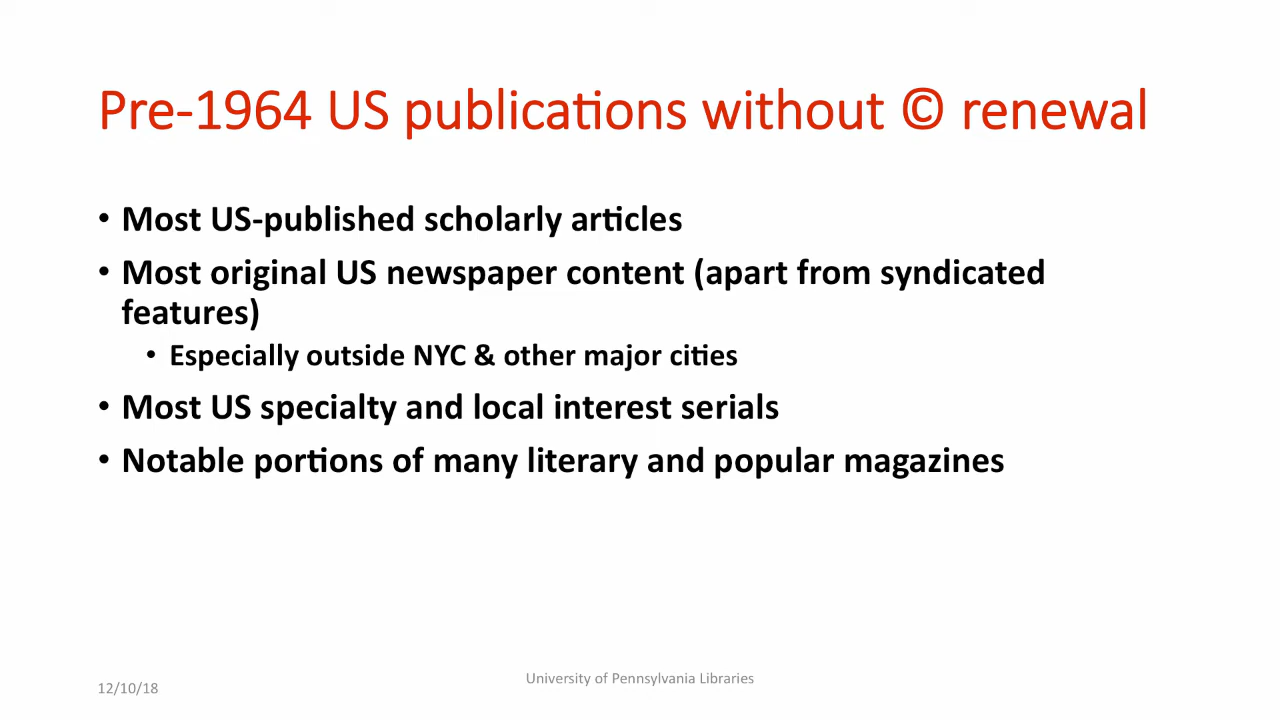 Pre-1964 US publications without © renewal
• Most US-published scholarly articles
• Most original US newspaper content (apart from syndicated
features)
• Especially outside NYC & other major cities
• Most US specialty and local interest serials
• Notable portions of many literary and popular magazines
12/10/18
University of Pennsylvania Libraries